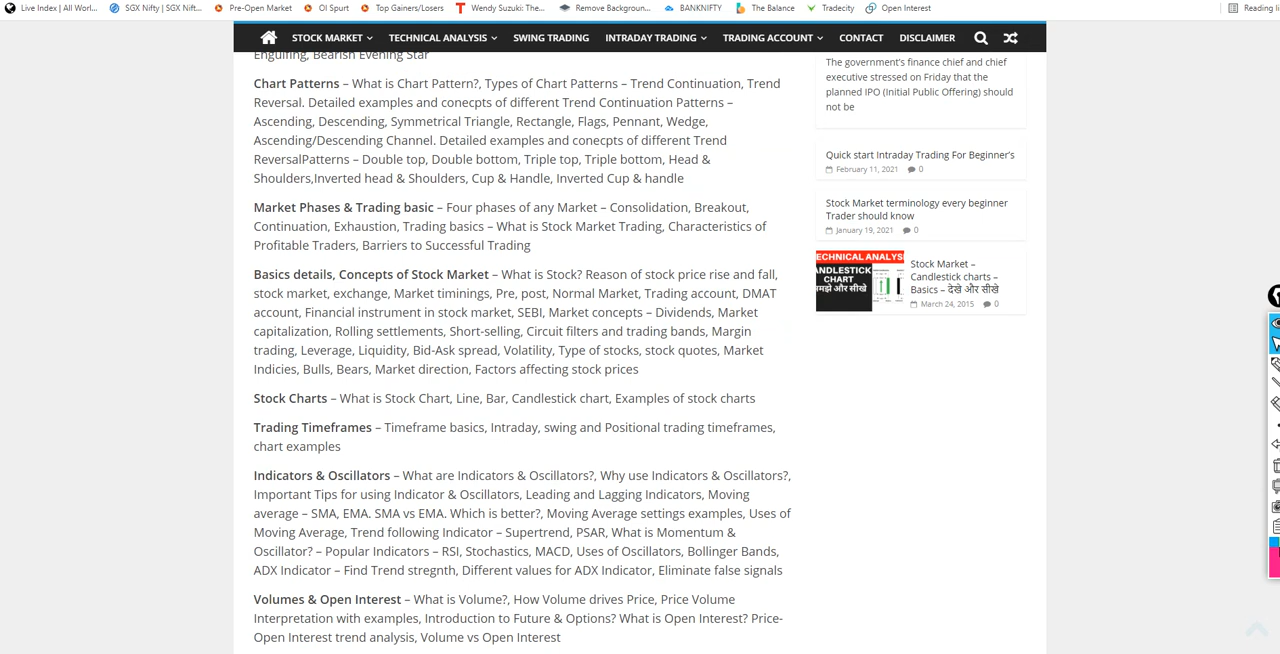 Live Index | All Worl...
SGX Nifty | SGX Nift...
Pre-Open Market
OI Spurt
Top Gainers/Losers
Wendy Suzuki: The...
Remove Backgroun...
BANKNIFTY
The Balance
Tradecity
Open Interest
Reading li
STOCK MARKET
TECHNICAL ANALYSIS
SWING TRADING
INTRADAY TRADING
TRADING ACCOUNT
CONTACT
DISCLAIMER
Engulfing, Bearish Evening Star
Chart Patterns – What is Chart Pattern?, Types of Chart Patterns – Trend Continuation, Trend
Reversal. Detailed examples and conecpts of different Trend Continuation Patterns –
Ascending, Descending, Symmetrical Triangle, Rectangle, Flags, Pennant, Wedge,
Ascending/Descending Channel. Detailed examples and conecpts of different Trend
ReversalPatterns – Double top, Double bottom, Triple top, Triple bottom, Head &
Shoulders,Inverted head & Shoulders, Cup & Handle, Inverted Cup & handle
Market Phases & Trading basic – Four phases of any Market – Consolidation, Breakout,
Continuation, Exhaustion, Trading basics – What is Stock Market Trading, Characteristics of
Profitable Traders, Barriers to Successful Trading
Basics details, Concepts of Stock Market – What is Stock? Reason of stock price rise and fall,
stock market, exchange, Market timinings, Pre, post, Normal Market, Trading account, DMAT
account, Financial instrument in stock market, SEBI, Market concepts – Dividends, Market
capitalization, Rolling settlements, Short-selling, Circuit filters and trading bands, Margin
trading, Leverage, Liquidity, Bid-Ask spread, Volatility, Type of stocks, stock quotes, Market
Indicies, Bulls, Bears, Market direction, Factors affecting stock prices
Stock Charts – What is Stock Chart, Line, Bar, Candlestick chart, Examples of stock charts
Trading Timeframes – Timeframe basics, Intraday, swing and Positional trading timeframes,
chart examples
Indicators & Oscillators – What are Indicators & Oscillators?, Why use Indicators & Oscillators?,
Important Tips for using Indicator & Oscillators, Leading and Lagging Indicators, Moving
average – SMA, EMA. SMA vs EMA. Which is better?, Moving Average settings examples, Uses of
Moving Average, Trend following Indicator – Supertrend, PSAR, What is Momentum &
Oscillator? – Popular Indicators – RSI, Stochastics, MACD, Uses of Oscillators, Bollinger Bands,
ADX Indicator – Find Trend stregnth, Different values for ADX Indicator, Eliminate false signals
Volumes & Open Interest – What is Volume?, How Volume drives Price, Price Volume
Interpretation with examples, Introduction to Future & Options? What is Open Interest? Price-
Open Interest trend analysis, Volume vs Open Interest
The government's finance chief and chief
executive stressed on Friday that the
planned IPO (Initial Public Offering) should
not be
Quick start Intraday Trading For Beginner's
February 11, 2021 0
Stock Market terminology every beginner
Trader should know
January 19, 2021 0
ECHNICAL ANALYSI
ANDLESTICK
CHART
समझे और सीखे
Stock Market –
Candlestick charts –
Basics – देखे और सीखे
March 24, 2015 0